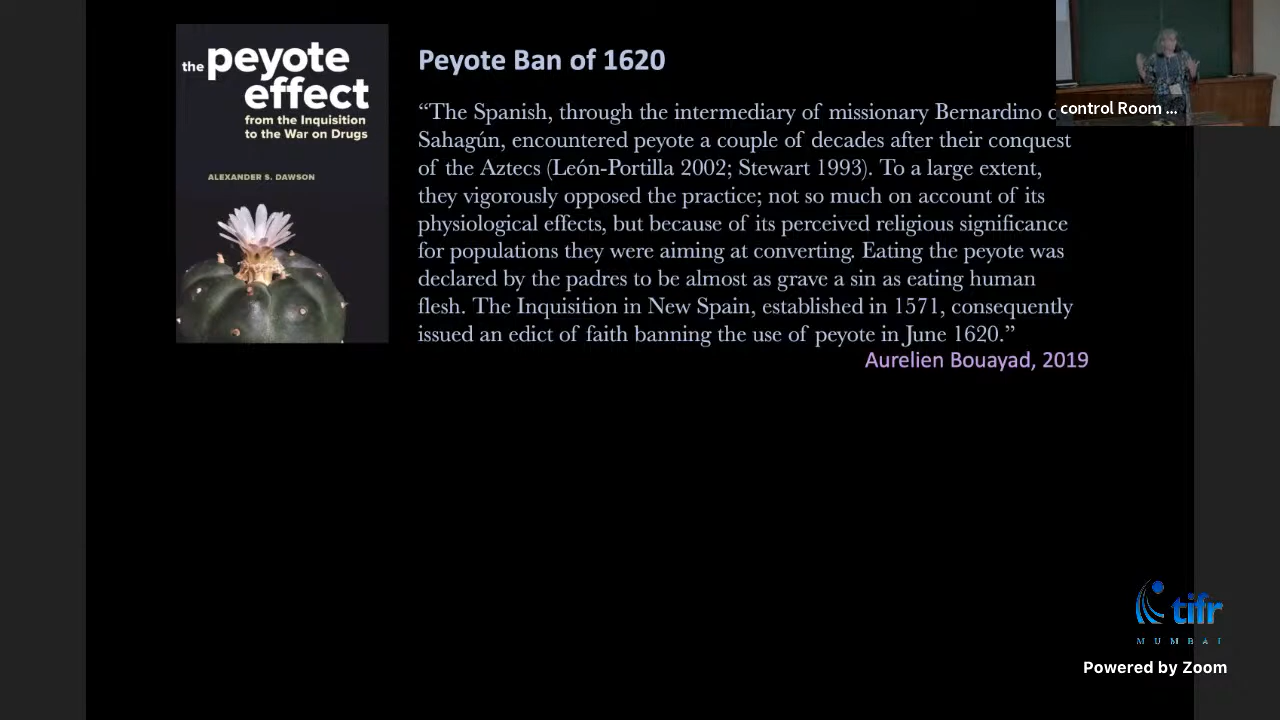 the peyote
effect
from the Inquisition
to the War on Drugs
ALEXANDER S. DAWSON
Peyote Ban of 1620
“The Spanish, through the intermediary of missionary Bernardino
Sahagún, encountered peyote a couple of decades after their conquest
of the Aztecs (León-Portilla 2002; Stewart 1993). To a large extent,
they vigorously opposed the practice; not so much on account of its
physiological effects, but because of its perceived religious significance
for populations they were aiming at converting. Eating the peyote was
declared by the padres to be almost as grave a sin as eating human
flesh. The Inquisition in New Spain, established in 1571, consequently
issued an edict of faith banning the use of peyote in June 1620.”
Aurelien Bouayad, 2019
control Room ...
tifr
MUMBAI
Powered by Zoom